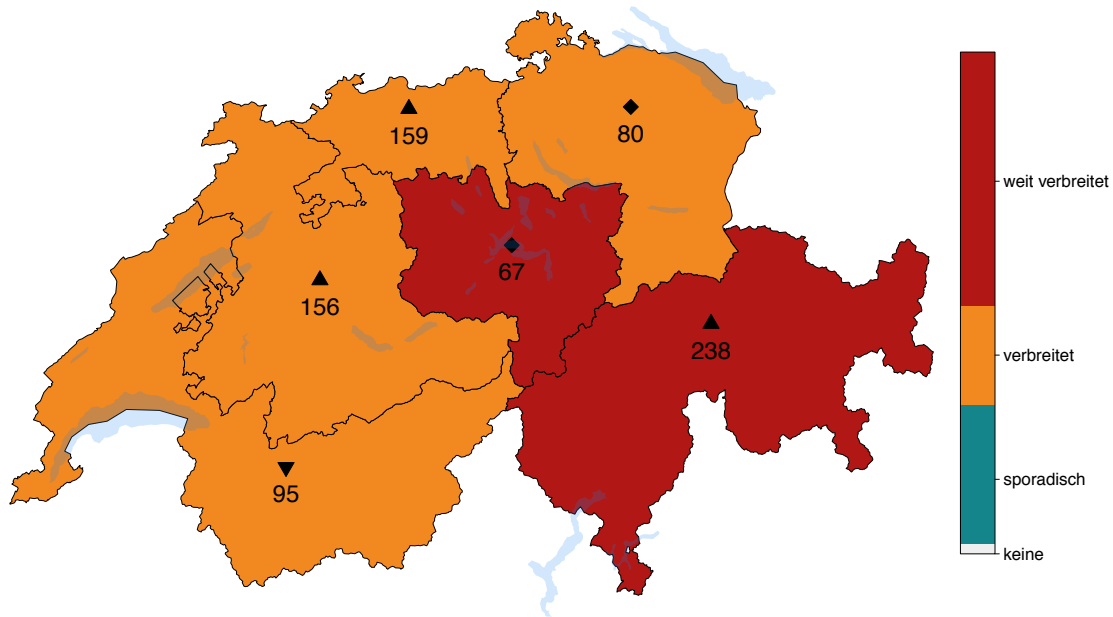 159
80
67
156
238
95
weit verbreitet
verbreitet
sporadisch
keine